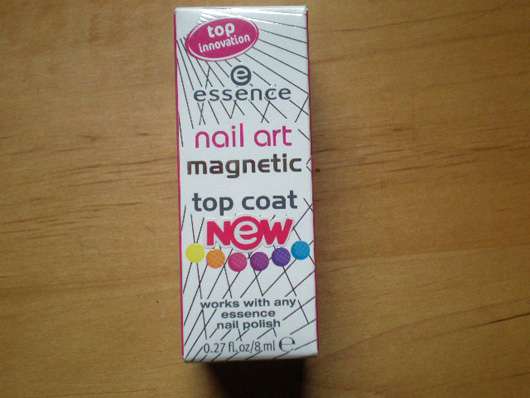 top
innovation
essence
nail art
magnetic
top coat
NEW
works with any
essence
nail polish
0.27 fl.oz/8 ml ℮